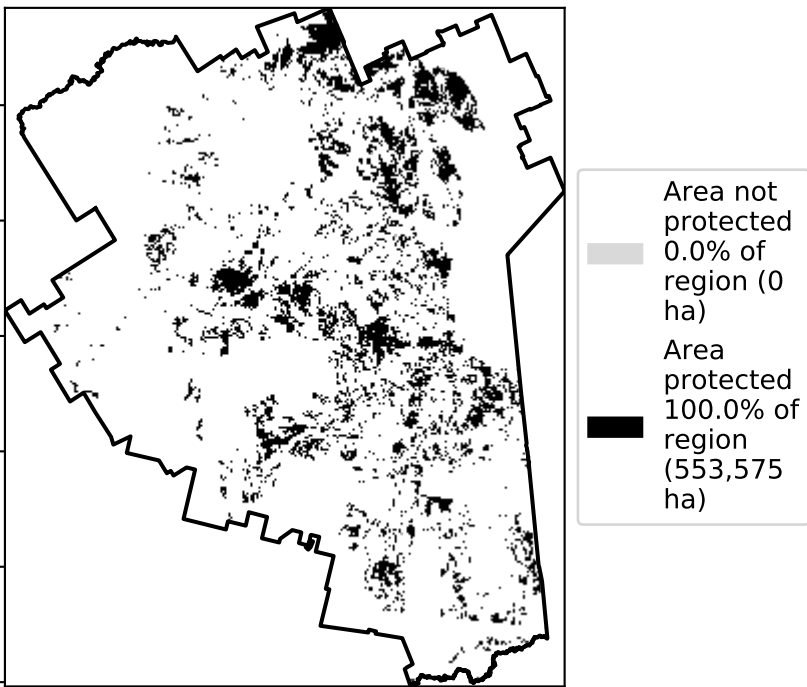 Area not
protected
0.0% of
region (0
ha)
Area
protected
100.0% of
region
(553,575
ha)